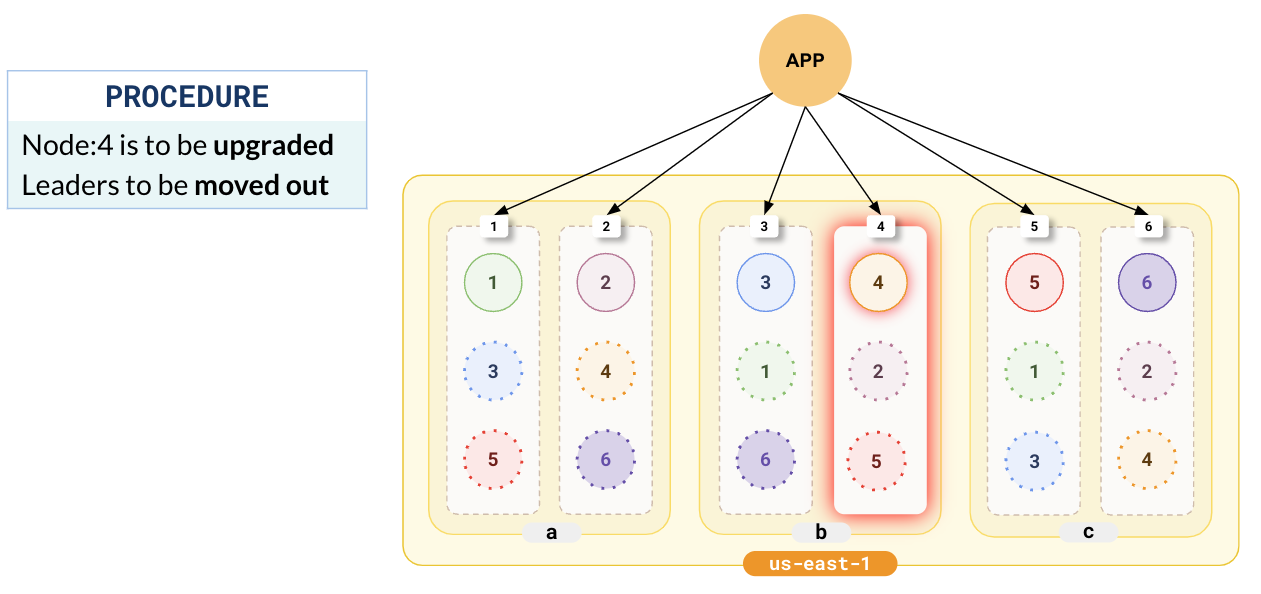 APP
PROCEDURE
Node:4 is to be upgraded
Leaders to be moved out
1 2 3 4 5 6
1 2 3 4 5 6
3 4 1 2 1 2
5 6 6 5 3 4
a b c
us-east-1